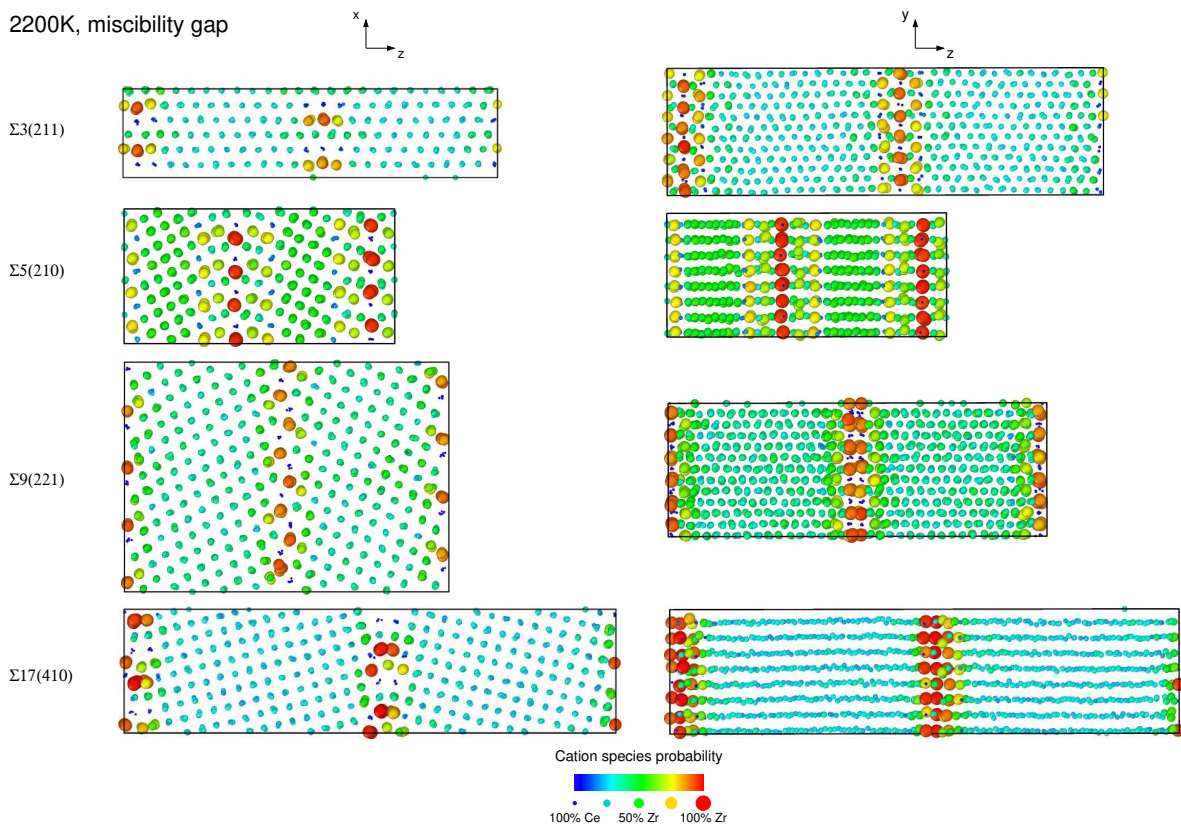 2200K, miscibility gap
x
z
y
z
Σ3(211)
Σ5(210)
Σ9(221)
Σ17(410)
Cation species probability
100% Ce 50% Zr 100% Zr